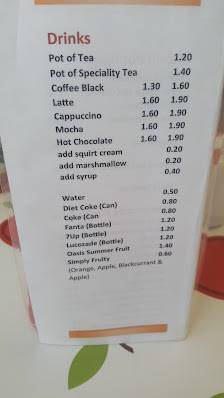 Drinks
Pot of Tea 1.20
Pot of Speciality Tea 1.40
Coffee Black 1.30 1.60
Latte 1.60 1.90
Cappuccino 1.60 1.90
Mocha 1.60 1.90
Hot Chocolate 1.60 1.90
add squirt cream 0.20
add marshmallow 0.20
add syrup 0.40
Water 0.50
Diet Coke (Can) 0.80
Coke (Can 0.80
Fanta (Bottle) 1.20
7Up (Bottle) 1.20
Lucozade (Bottle) 1.20
Oasis Summer Fruit 1.40
Simply Fruity 0.60
(Orange, Apple, Blackcurrant &
Apple)